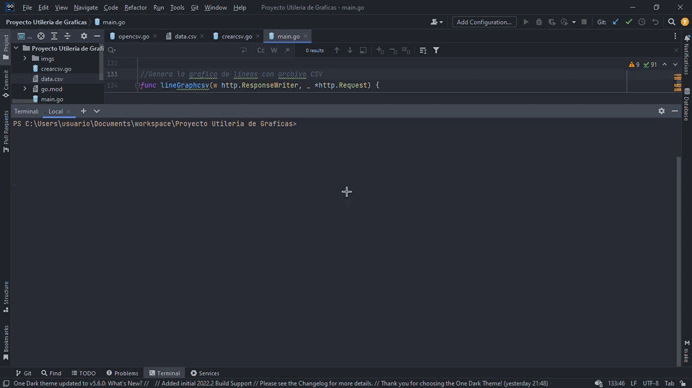 File Edit View Navigate Code Refactor Run Tools Git Window Help Proyecto Utileria de Graficas - main.go
Proyecto Utileria de Graficas main.go Add Configuration... Git:
Project
Commit
Pull Requests
Structure
Bookmarks
Proyecto Utileria de Grafi
imgs
crearcsv.go
data.csv
go.mod
main.go
opencsv.go data.csv crearcsv.go main.go
Cc W .* 0 results
133 //Genera la grafica de lineas con archivo CSV
134 func lineGraphcsv(w http.ResponseWriter, _ *http.Request) {
9 91
Notifications
Database
make
Terminal: Local
PS C:\Users\usuario\Documents\workspace\Proyecto Utileria de Graficas>
Git Find TODO Problems Terminal Services
One Dark theme updated to v5.8.0: What's New? // // Added initial 2022.2 Build Support // Please see the Changelog for more details. // Thank you for choosing the One Dark Theme! (yesterday 21:48) 133:46 LF UTF-8 Tab